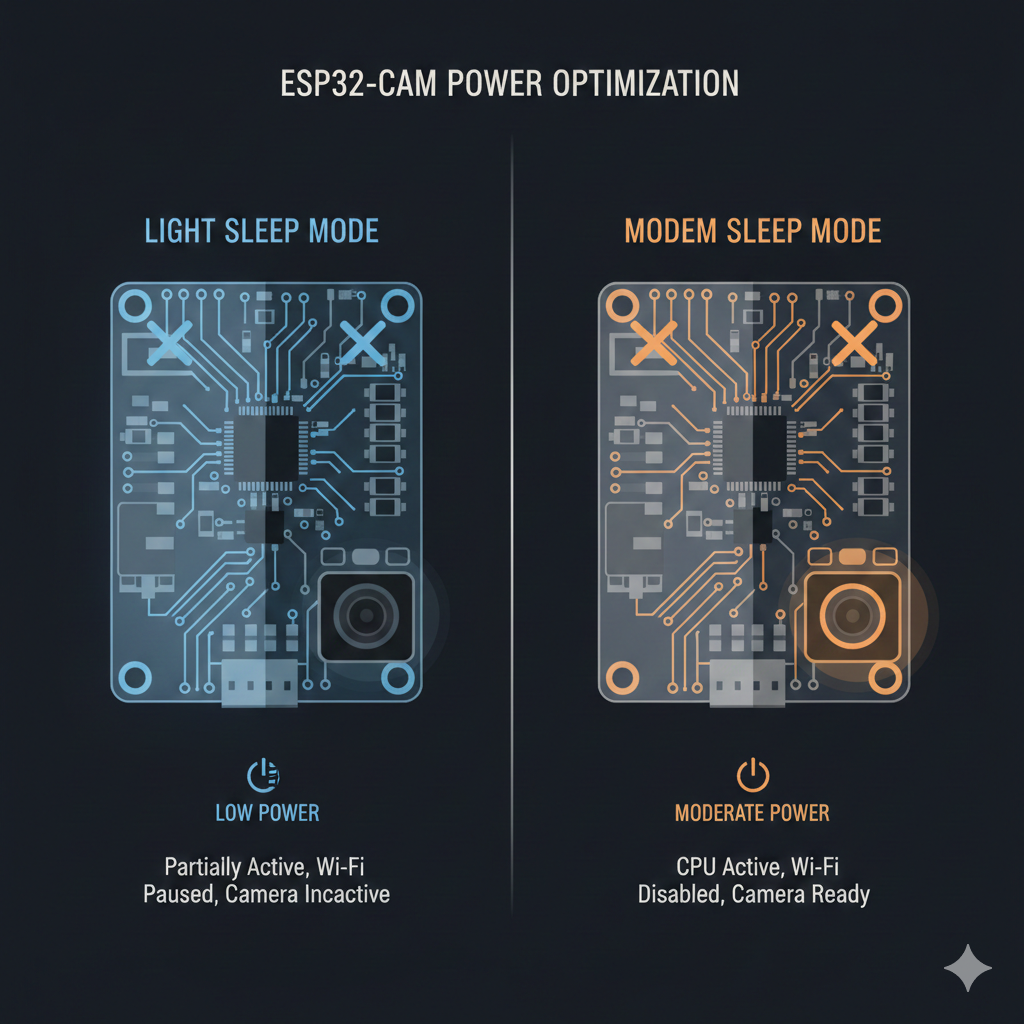 ESP32-CAM POWER OPTIMIZATION
LIGHT SLEEP MODE
MODEM SLEEP MODE
LOW POWER
Partially Active, Wi-Fi
Paused, Camera Incactive
MODERATE POWER
CPU Active, Wi-Fi
Disabled, Camera Ready